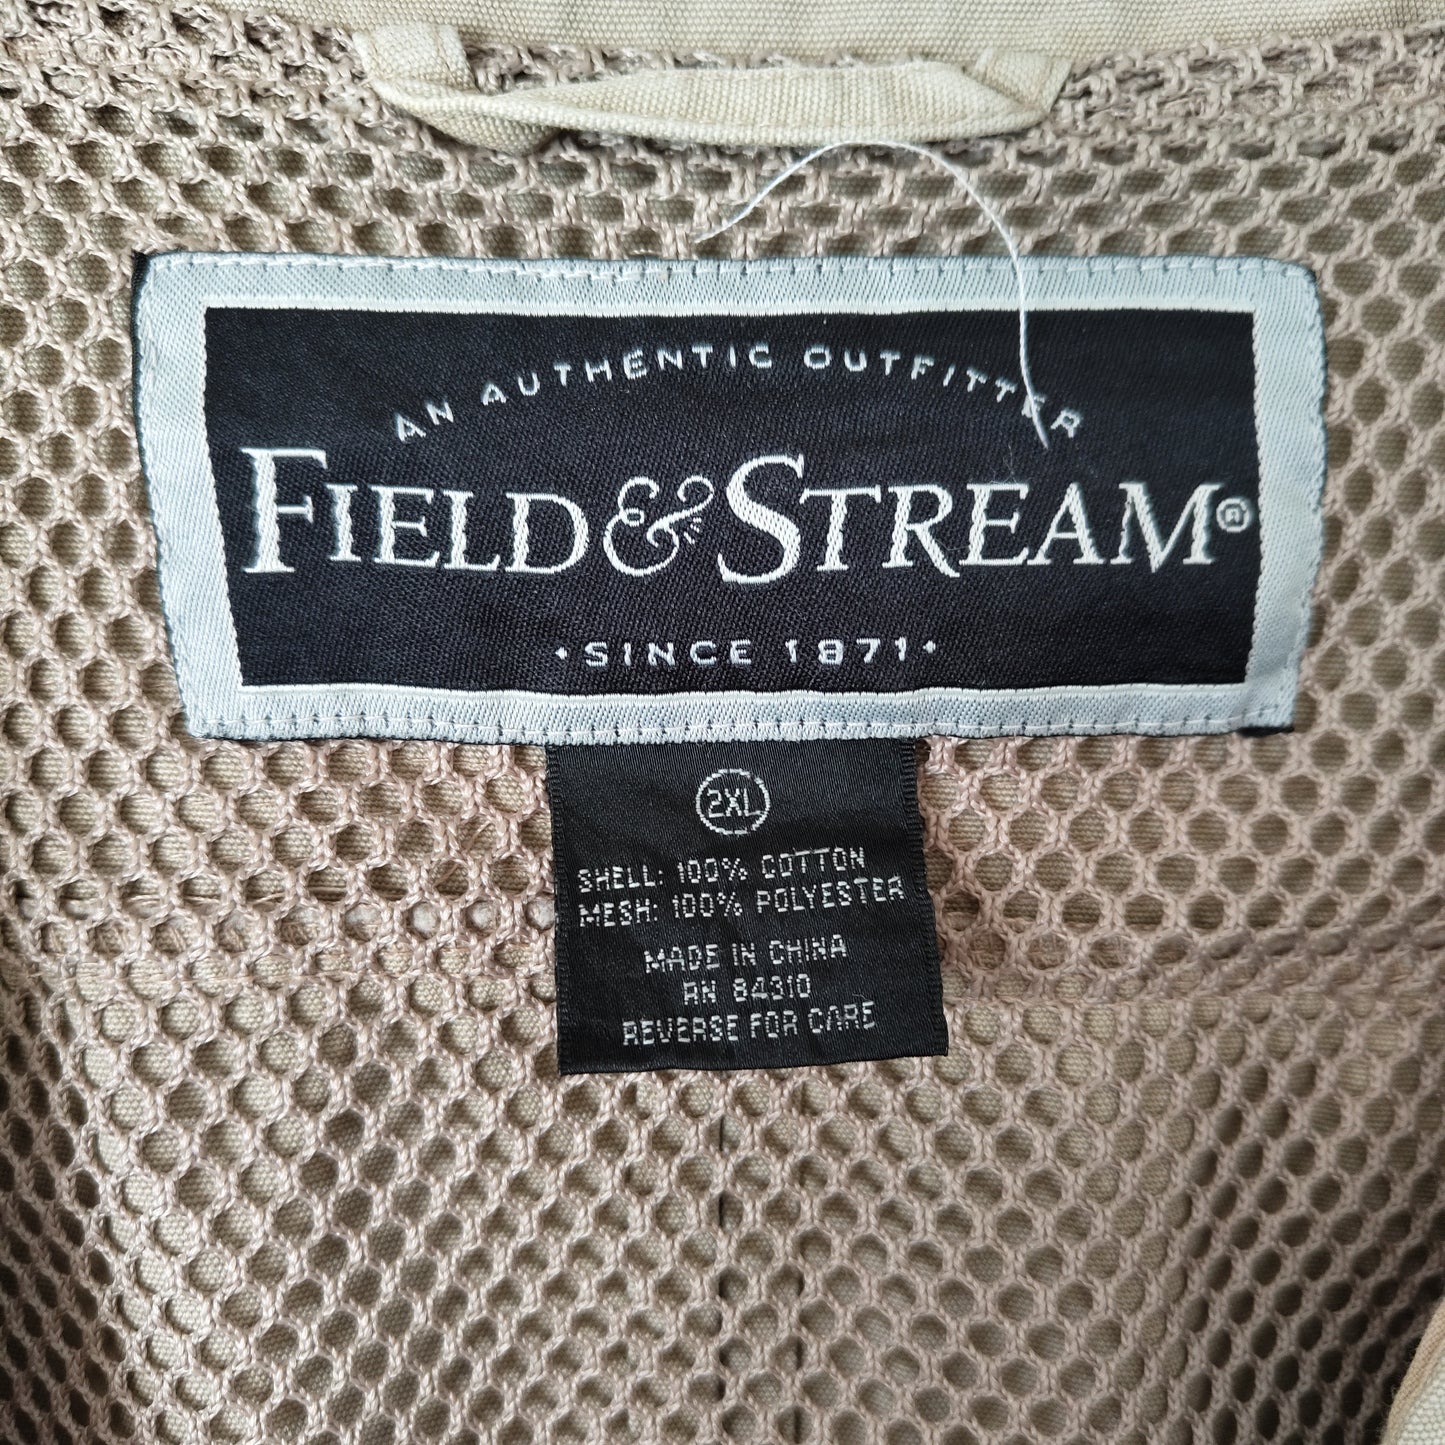 AN AUTHENTIC OUTFITTER
FIELD & STREAM®
• SINCE 1871 •
2XL
SHELL: 100% COTTON
MESH: 100% POLYESTER
MADE IN CHINA
RN 84310
REVERSE FOR CARE